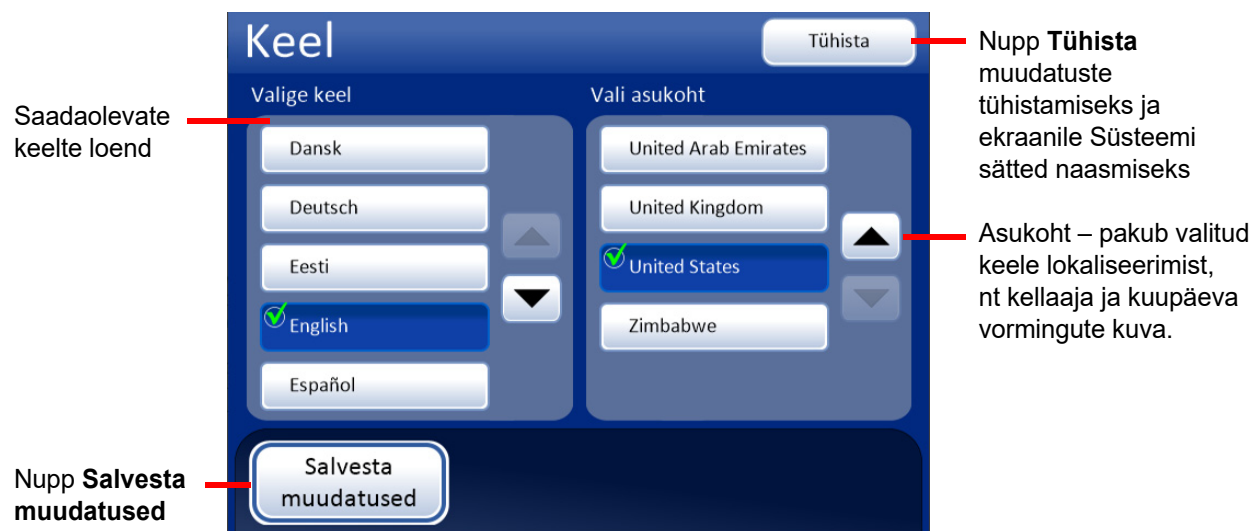 Keel
Tühista
Valige keel
Vali asukoht
Dansk
Deutsch
Eesti
English
Español
United Arab Emirates
United Kingdom
United States
Zimbabwe
Salvesta
muudatused
Saadaolevate
keelte loend
Nupp Salvesta
muudatused
Nupp Tühista
muudatuste
tühistamiseks ja
ekraanile Süsteemi
sätted naasmiseks
Asukoht – pakub valitud
keele lokaliseerimist,
nt kellaaja ja kuupäeva
vormingute kuva.